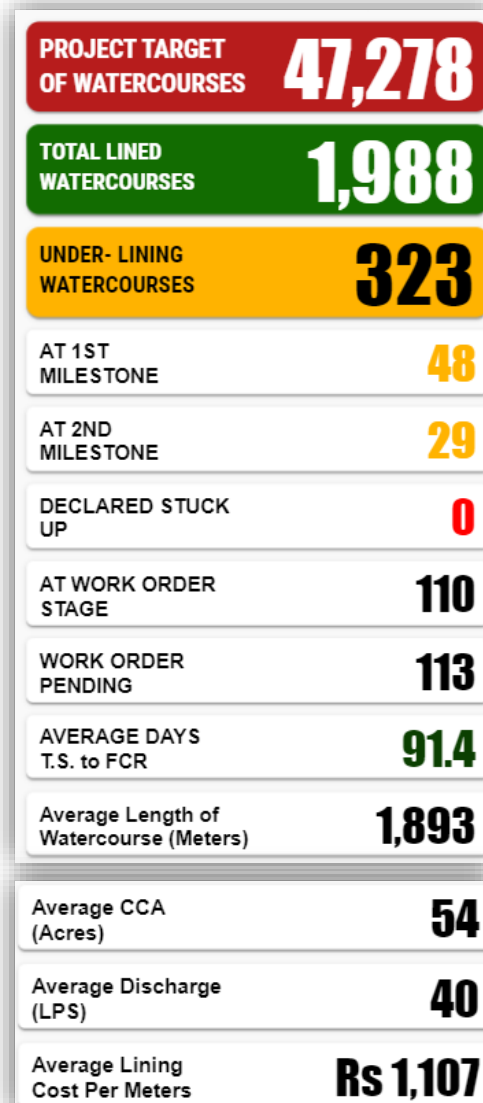 PROJECT TARGET
OF WATERCOURSES 47,278
TOTAL LINED
WATERCOURSES 1,988
UNDER- LINING
WATERCOURSES 323
AT 1ST
MILESTONE 48
AT 2ND
MILESTONE 29
DECLARED STUCK
UP 0
AT WORK ORDER
STAGE 110
WORK ORDER
PENDING 113
AVERAGE DAYS
T.S. to FCR 91.4
Average Length of
Watercourse (Meters) 1,893
Average CCA
(Acres) 54
Average Discharge
(LPS) 40
Average Lining
Cost Per Meters Rs 1,107